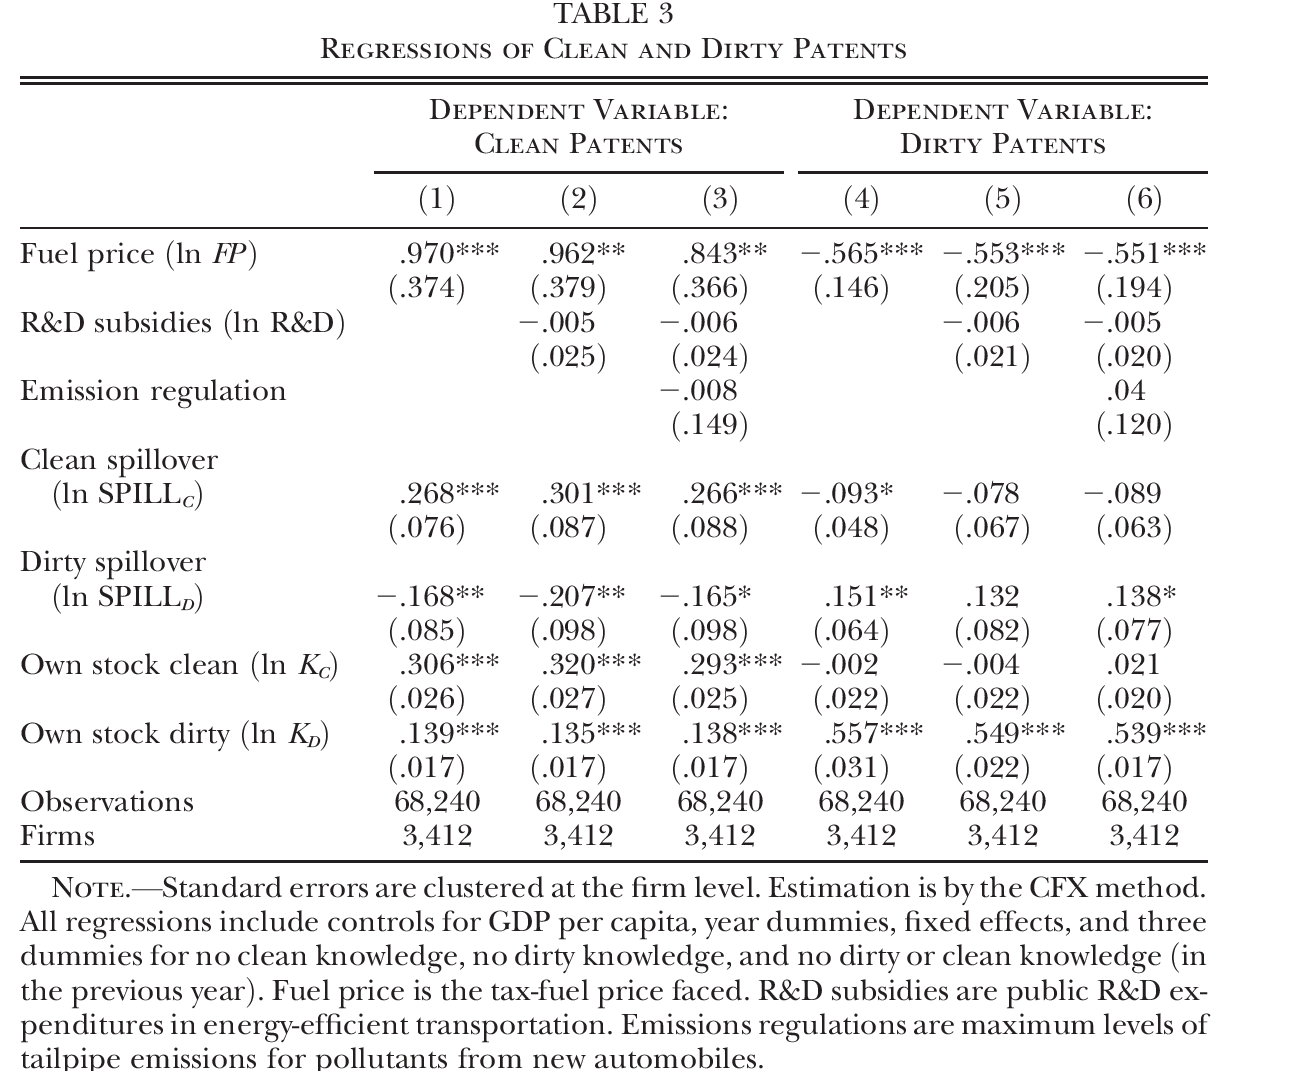 TABLE 3
Regressions of Clean and Dirty Patents
Dependent Variable: Clean Patents Dependent Variable: Dirty Patents
(1) (2) (3) (4) (5) (6)
Fuel price (ln FP) .970*** .962** .843** −.565*** −.553*** −.551***
(.374) (.379) (.366) (.146) (.205) (.194)
R&D subsidies (ln R&D) −.005 −.006 −.006 −.005
(.025) (.024) (.021) (.020)
Emission regulation −.008 .04
(.149) (.120)
Clean spillover
(ln SPILL_C) .268*** .301*** .266*** −.093* −.078 −.089
(.076) (.087) (.088) (.048) (.067) (.063)
Dirty spillover
(ln SPILL_D) −.168** −.207** −.165* .151** .132 .138*
(.085) (.098) (.098) (.064) (.082) (.077)
Own stock clean (ln K_C) .306*** .320*** .293*** −.002 −.004 .021
(.026) (.027) (.025) (.022) (.022) (.020)
Own stock dirty (ln K_D) .139*** .135*** .138*** .557*** .549*** .539***
(.017) (.017) (.017) (.031) (.022) (.017)
Observations 68,240 68,240 68,240 68,240 68,240 68,240
Firms 3,412 3,412 3,412 3,412 3,412 3,412
Note.—Standard errors are clustered at the firm level. Estimation is by the CFX method.
All regressions include controls for GDP per capita, year dummies, fixed effects, and three
dummies for no clean knowledge, no dirty knowledge, and no dirty or clean knowledge (in
the previous year). Fuel price is the tax-fuel price faced. R&D subsidies are public R&D ex-
penditures in energy-efficient transportation. Emissions regulations are maximum levels of
tailpipe emissions for pollutants from new automobiles.